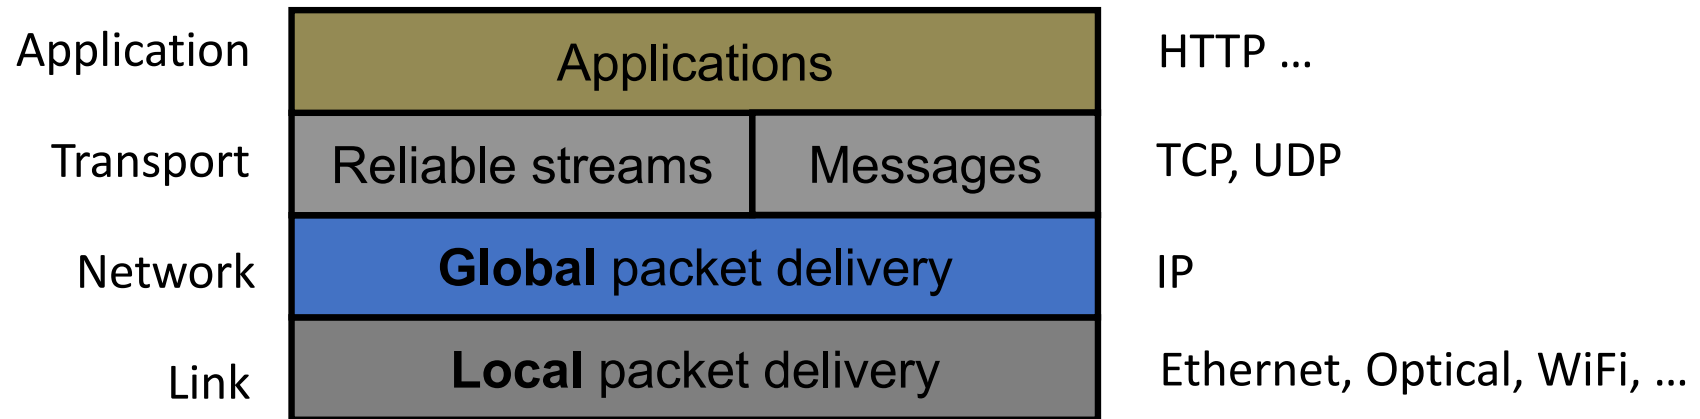 Application
Applications
HTTP ...
Transport
Reliable streams
Messages
TCP, UDP
Network
Global packet delivery
IP
Link
Local packet delivery
Ethernet, Optical, WiFi, ...